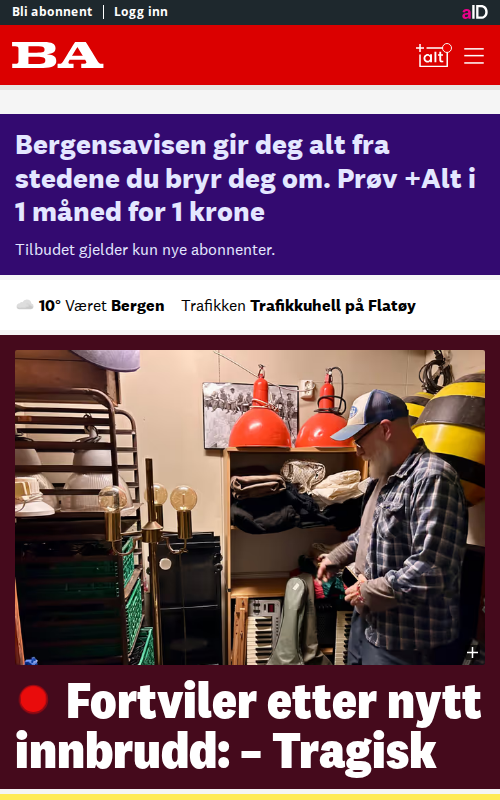 Bli abonnent | Logg inn
aID
BA
+alt
Bergensavisen gir deg alt fra
stedene du bryr deg om. Prøv +Alt i
1 måned for 1 krone
Tilbudet gjelder kun nye abonnenter.
10° Været Bergen Trafikken Trafikkuhell på Flatøy
Fortviler etter nytt
innbrudd: – Tragisk